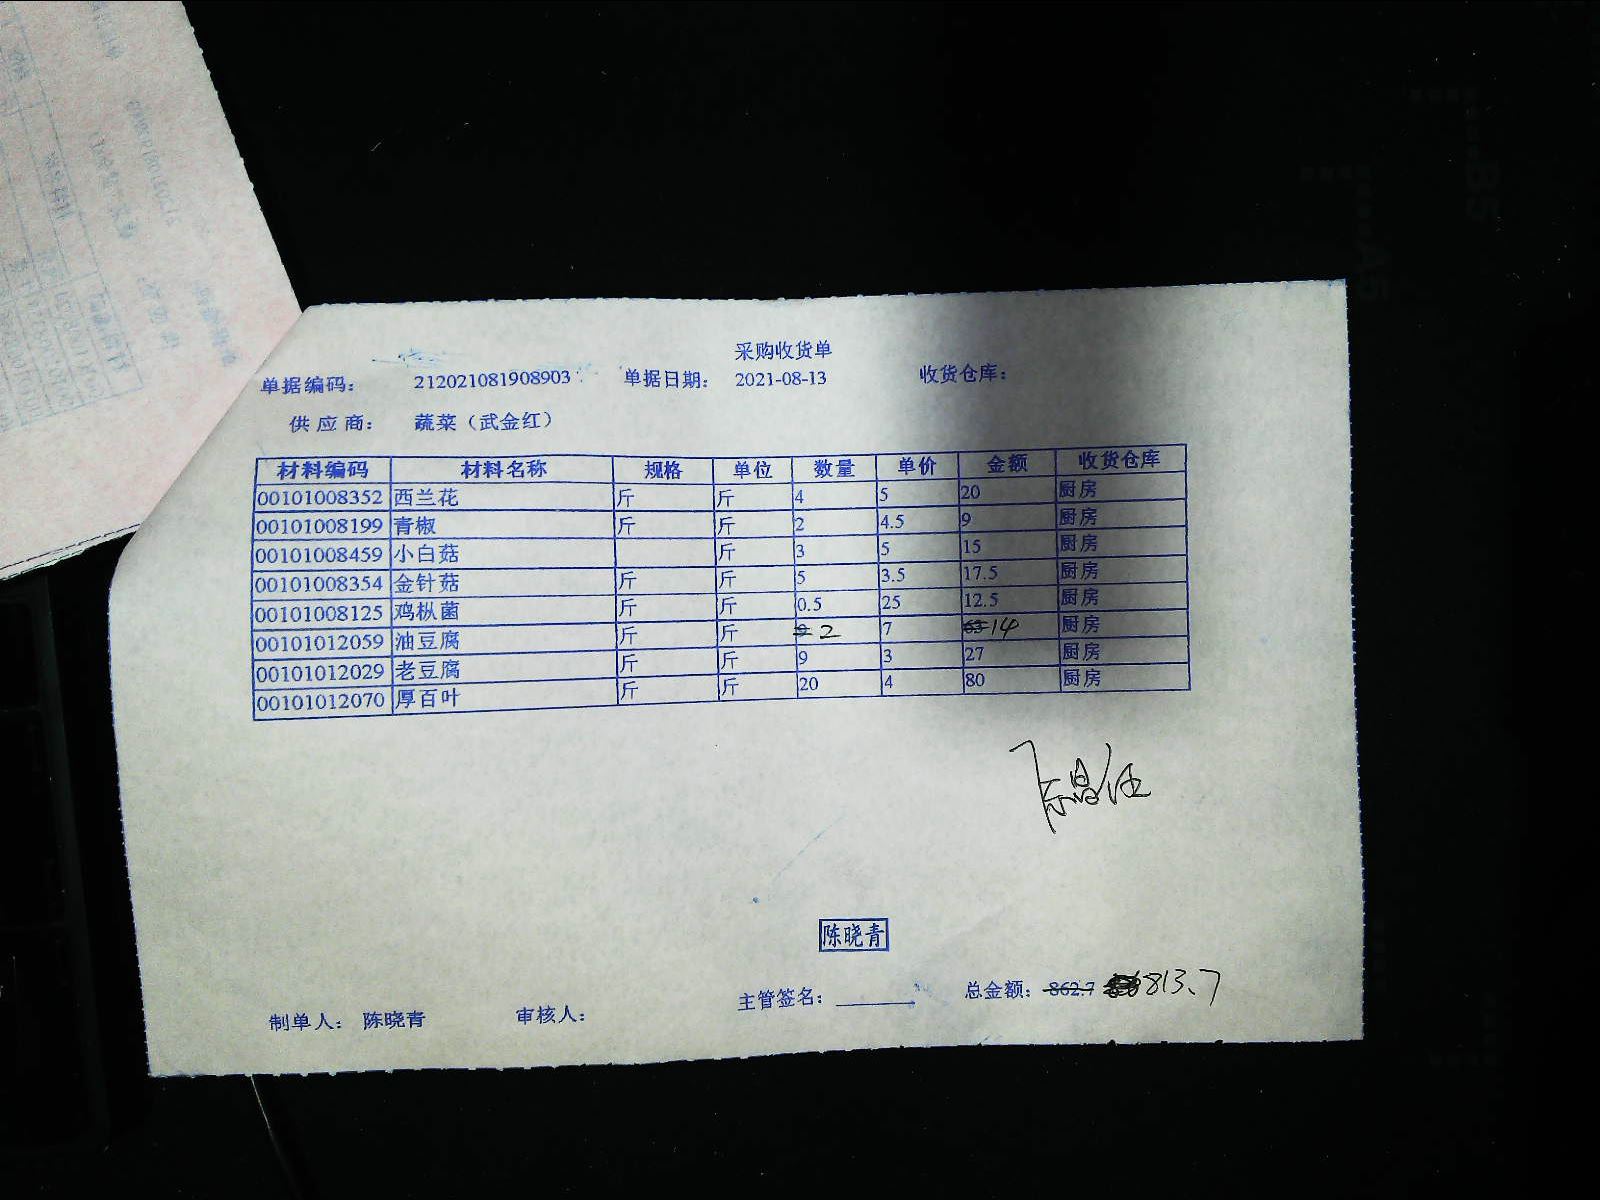 采购收货单
单据编码： 212021081908903 单据日期： 2021-08-13 收货仓库：
供应商： 蔬菜（武金红）
材料编码 材料名称 规格 单位 数量 单价 金额 收货仓库
00101008352 西兰花 斤 斤 4 5 20 厨房
00101008199 青椒 斤 斤 2 4.5 9 厨房
00101008459 小白菇 斤 3 5 15 厨房
00101008354 金针菇 斤 斤 5 3.5 17.5 厨房
00101008125 鸡枞菌 斤 斤 0.5 25 12.5 厨房
00101012059 油豆腐 斤 斤 9 2 7 63 14 厨房
00101012029 老豆腐 斤 斤 9 3 27 厨房
00101012070 厚百叶 斤 斤 20 4 80 厨房
陈晓青
制单人： 陈晓青 审核人： 主管签名： 总金额： 862.7 813.7
B5
A5